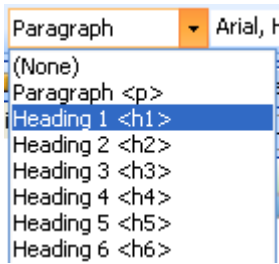 Paragraph Arial, H
(None)
Paragraph <p>
Heading 1 <h1>
Heading 2 <h2>
Heading 3 <h3>
Heading 4 <h4>
Heading 5 <h5>
Heading 6 <h6>